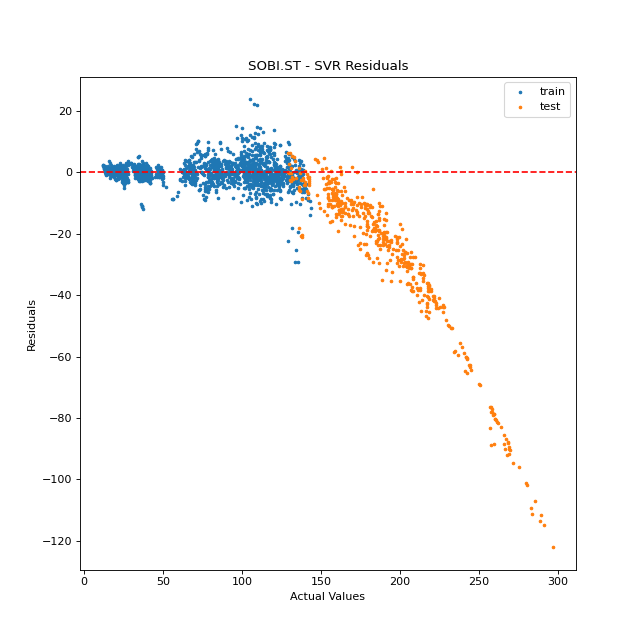 SOBI.ST - SVR Residuals
train
test
20
0
−20
−40
−60
−80
−100
−120
Residuals
0 50 100 150 200 250 300
Actual Values